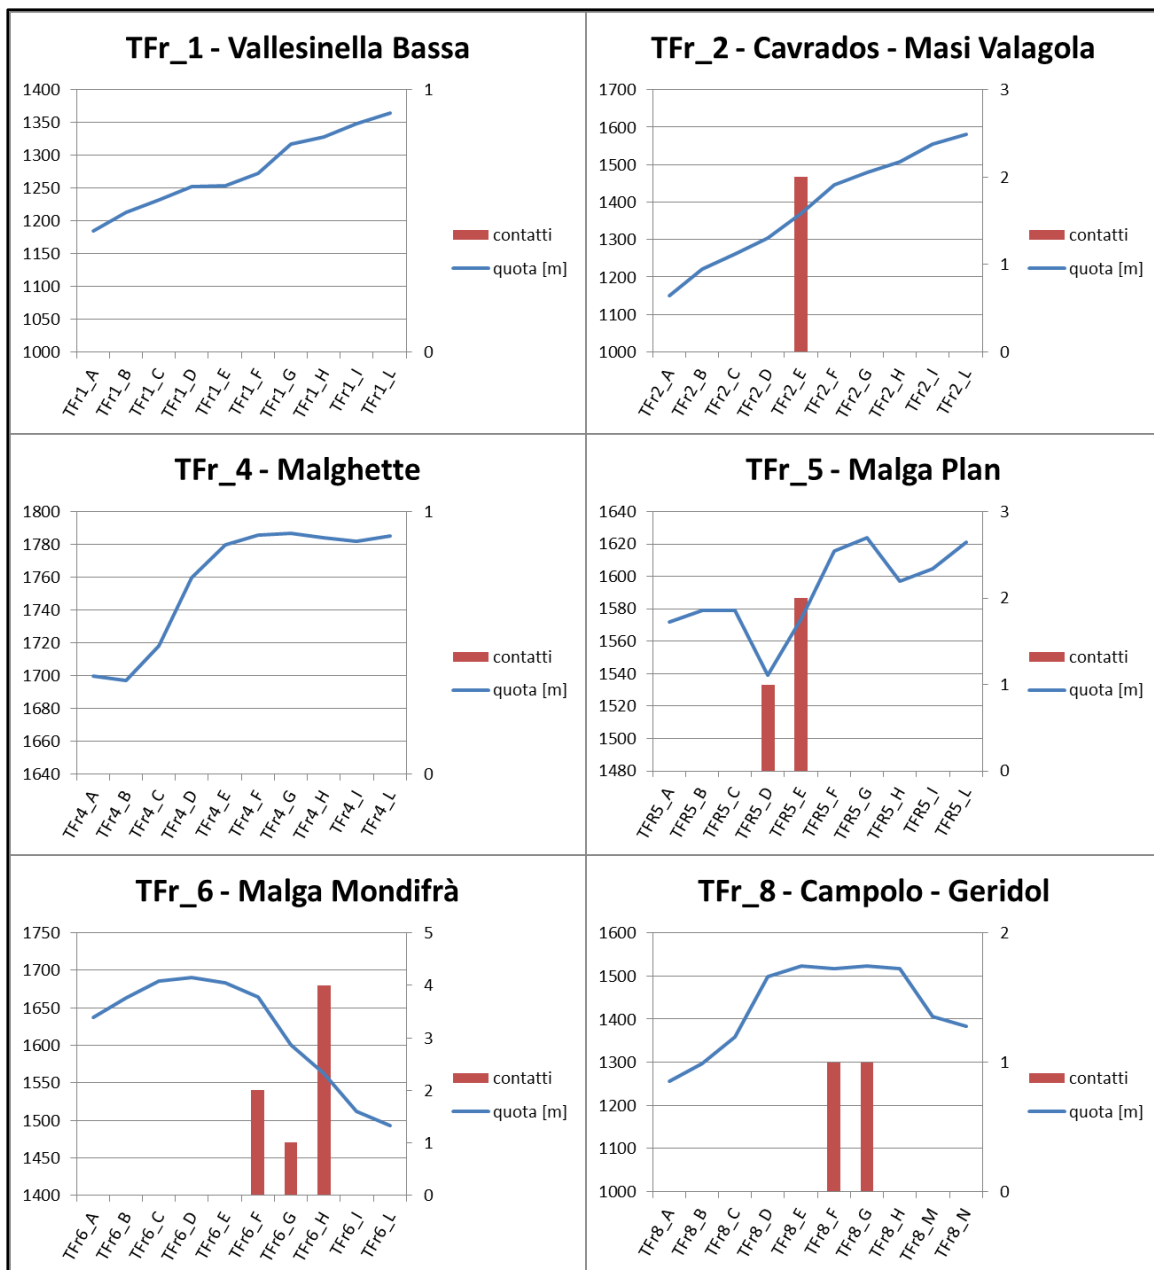 TFr_1 - Vallesinella Bassa
1400
1350
1300
1250
1200
1150
1100
1050
1000
1
0
contatti
quota [m]
TFr1_A
TFr1_B
TFr1_C
TFr1_D
TFr1_E
TFr1_F
TFr1_G
TFr1_H
TFr1_I
TFr1_L
TFr_2 - Cavrados - Masi Valagola
1700
1600
1500
1400
1300
1200
1100
1000
3
2
1
0
contatti
quota [m]
TFr2_A
TFr2_B
TFr2_C
TFr2_D
TFr2_E
TFr2_F
TFr2_G
TFr2_H
TFr2_I
TFr2_L
TFr_4 - Malghette
1800
1780
1760
1740
1720
1700
1680
1660
1640
1
0
contatti
quota [m]
TFr4_A
TFr4_B
TFr4_C
TFr4_D
TFr4_E
TFr4_F
TFr4_G
TFr4_H
TFr4_I
TFr4_L
TFr_5 - Malga Plan
1640
1620
1600
1580
1560
1540
1520
1500
1480
3
2
1
0
contatti
quota [m]
TFR5_A
TFR5_B
TFR5_C
TFR5_D
TFR5_E
TFR5_F
TFR5_G
TFR5_H
TFR5_I
TFR5_L
TFr_6 - Malga Mondifrà
1750
1700
1650
1600
1550
1500
1450
1400
5
4
3
2
1
0
contatti
quota [m]
TFr6_A
TFr6_B
TFr6_C
TFr6_D
TFr6_E
TFr6_F
TFr6_G
TFr6_H
TFr6_I
TFr6_L
TFr_8 - Campolo - Geridol
1600
1500
1400
1300
1200
1100
1000
2
1
0
contatti
quota [m]
TFr8_A
TFr8_B
TFr8_C
TFr8_D
TFr8_E
TFr8_F
TFr8_G
TFr8_H
TFr8_M
TFr8_N